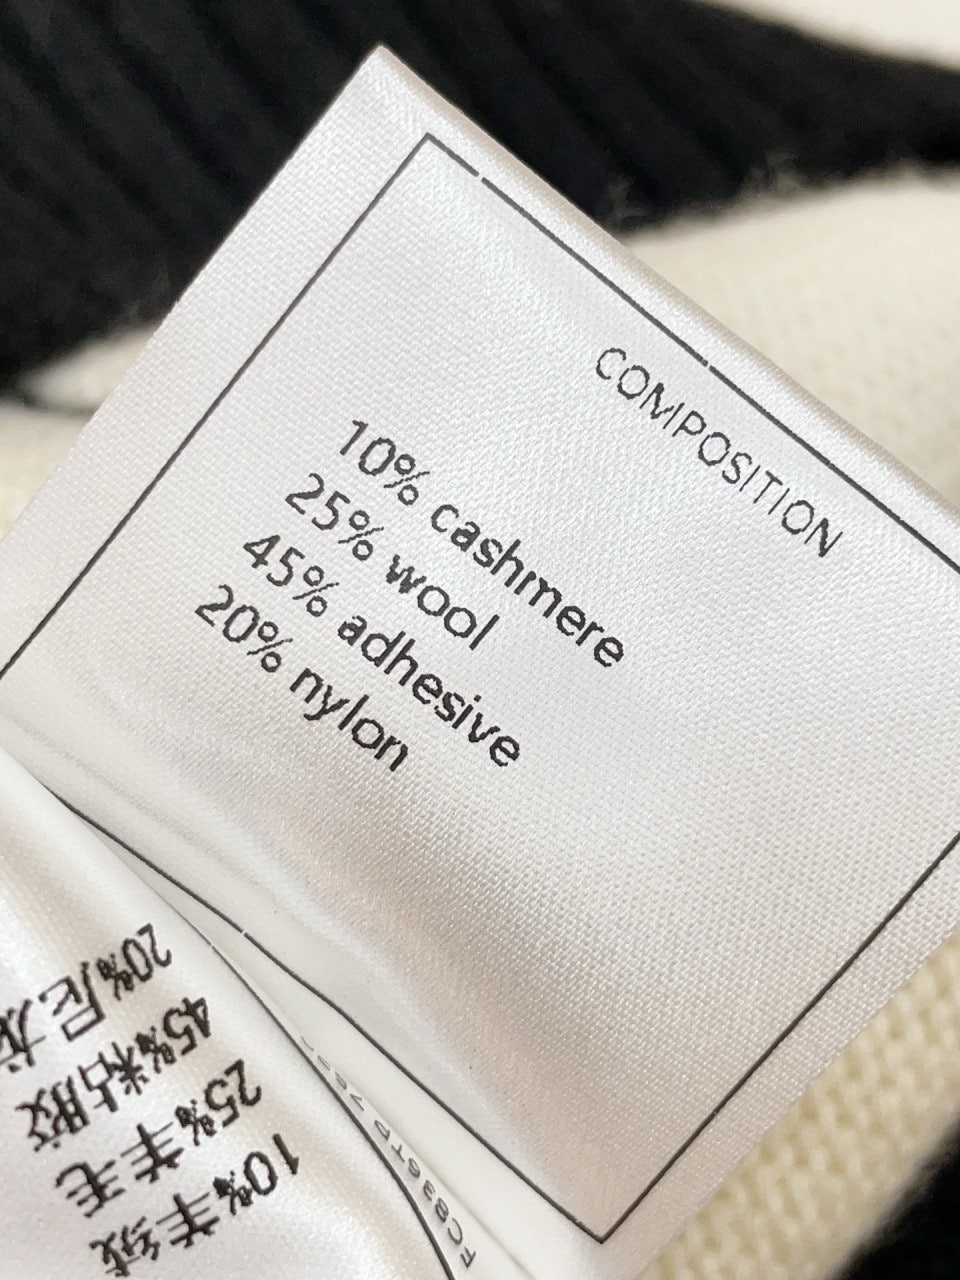 COMPOSITION
10% cashmere
25% wool
45% adhesive
20% nylon
10%羊绒
25%羊毛
45%粘胶
20%尼龙